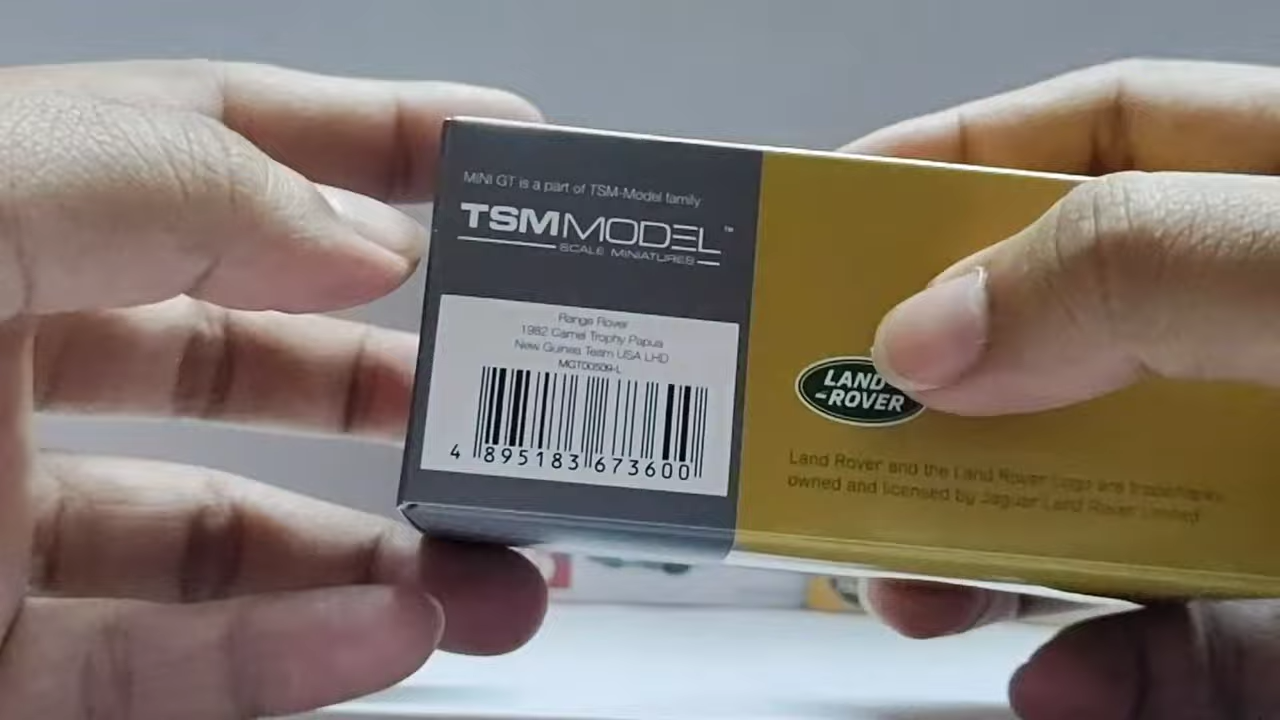 MINI GT is a part of TSM-Model family
TSMMODEL™
SCALE MINIATURES
Range Rover
1982 Camel Trophy Papua
New Guinea Team USA LHD
MGT00509-L
4 895183 673600
LAND
ROVER
Land Rover and the Land Rover Logo are trademarks
owned and licensed by Jaguar Land Rover Limited